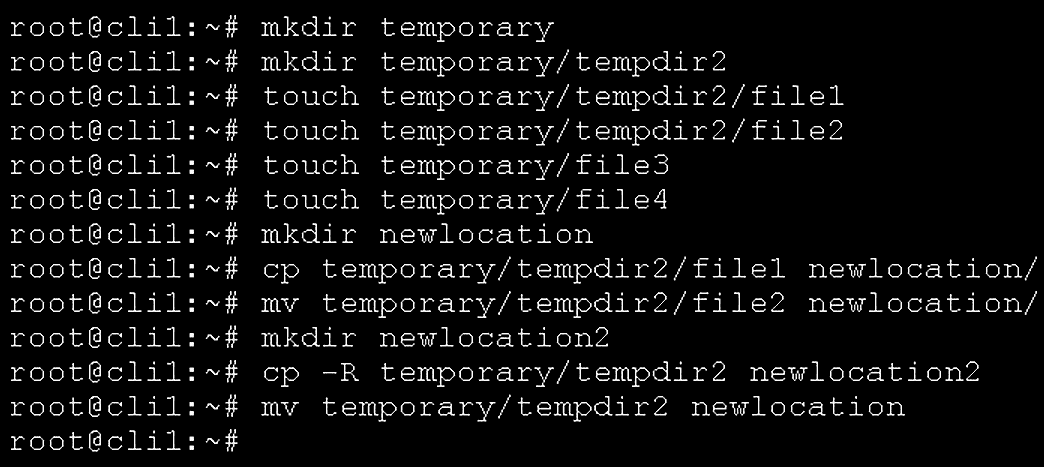 root@cli1:~# mkdir temporary
root@cli1:~# mkdir temporary/tempdir2
root@cli1:~# touch temporary/tempdir2/file1
root@cli1:~# touch temporary/tempdir2/file2
root@cli1:~# touch temporary/file3
root@cli1:~# touch temporary/file4
root@cli1:~# mkdir newlocation
root@cli1:~# cp temporary/tempdir2/file1 newlocation/
root@cli1:~# mv temporary/tempdir2/file2 newlocation/
root@cli1:~# mkdir newlocation2
root@cli1:~# cp -R temporary/tempdir2 newlocation2
root@cli1:~# mv temporary/tempdir2 newlocation
root@cli1:~#